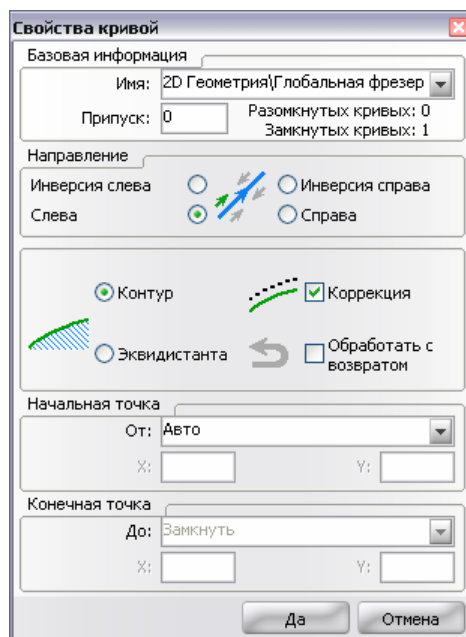 Свойства кривой
Базовая информация
Имя: 2D Геометрия\Глобальная фрезер
Припуск: 0 Разомкнутых кривых: 0
Замкнутых кривых: 1
Направление
Инверсия слева Инверсия справа
Слева Справа
Контур Коррекция
Эквидистанта Обработать с возвратом
Начальная точка
От: Авто
X: Y:
Конечная точка
До: Замкнуть
X: Y:
Да Отмена